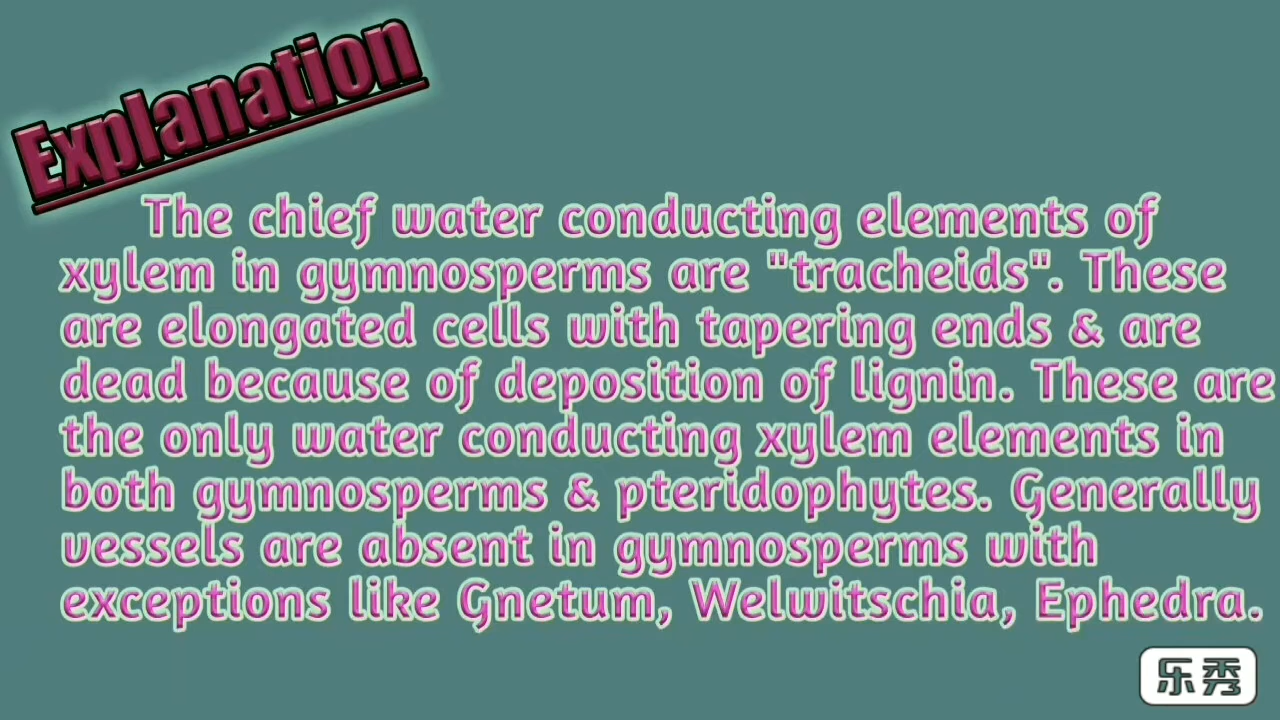 Explanation
The chief water conducting elements of
xylem in gymnosperms are "tracheids". These
are elongated cells with tapering ends & are
dead because of deposition of lignin. These are
the only water conducting xylem elements in
both gymnosperms & pteridophytes. Generally
vessels are absent in gymnosperms with
exceptions like Gnetum, Welwitschia, Ephedra.
乐秀